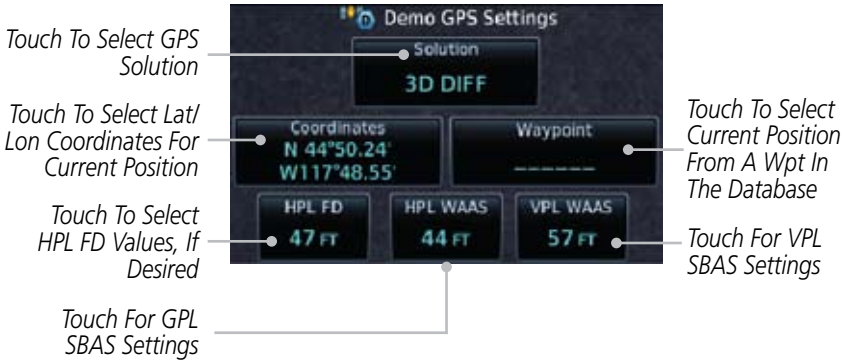 Demo GPS Settings
Touch To Select GPS
Solution
Solution
3D DIFF
Touch To Select Lat/
Lon Coordinates For
Current Position
Coordinates
N 44°50.24'
W117°48.55'
Waypoint
______
Touch To Select
Current Position
From A Wpt In
The Database
Touch To Select
HPL FD Values, If
Desired
HPL FD
47 FT
HPL WAAS
44 FT
VPL WAAS
57 FT
Touch For VPL
SBAS Settings
Touch For GPL
SBAS Settings